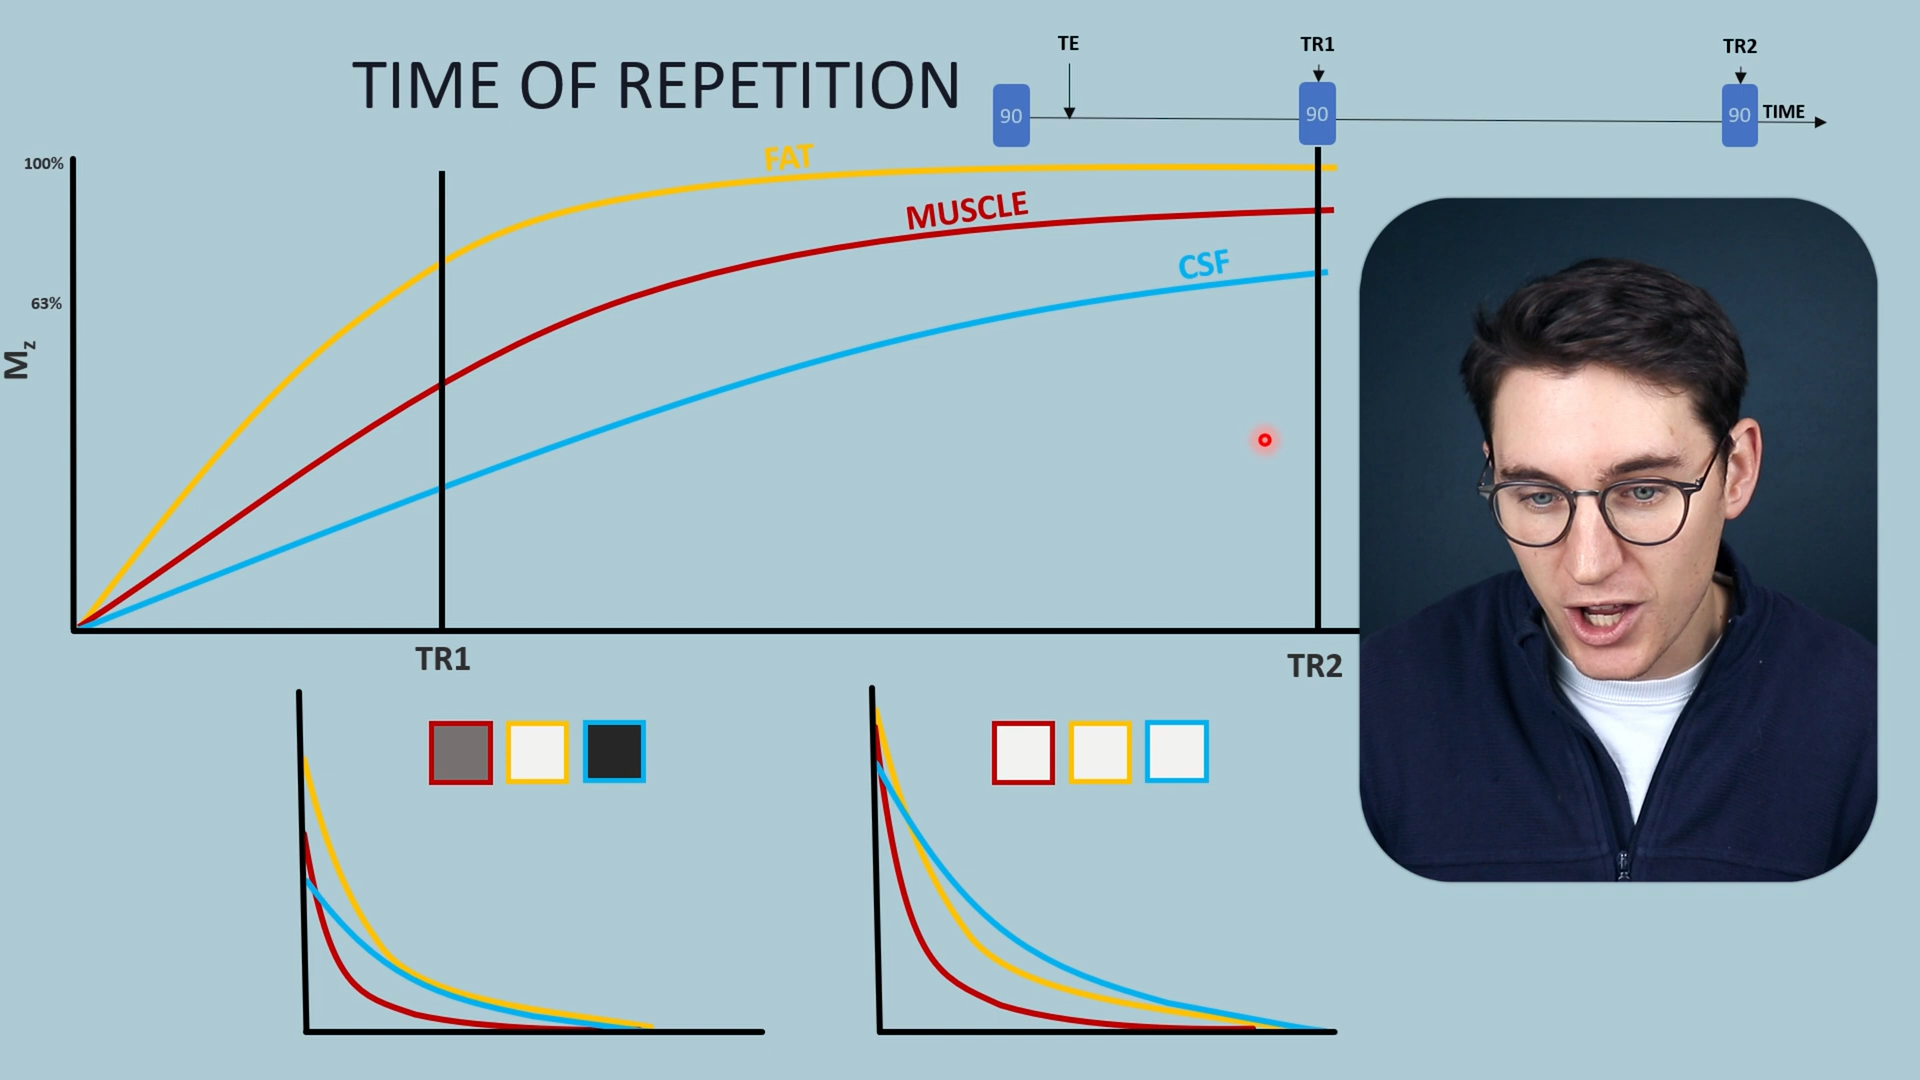 TIME OF REPETITION
TE
TR1
TR2
90
90
90
TIME
100%
63%
Mz
FAT
MUSCLE
CSF
TR1
TR2